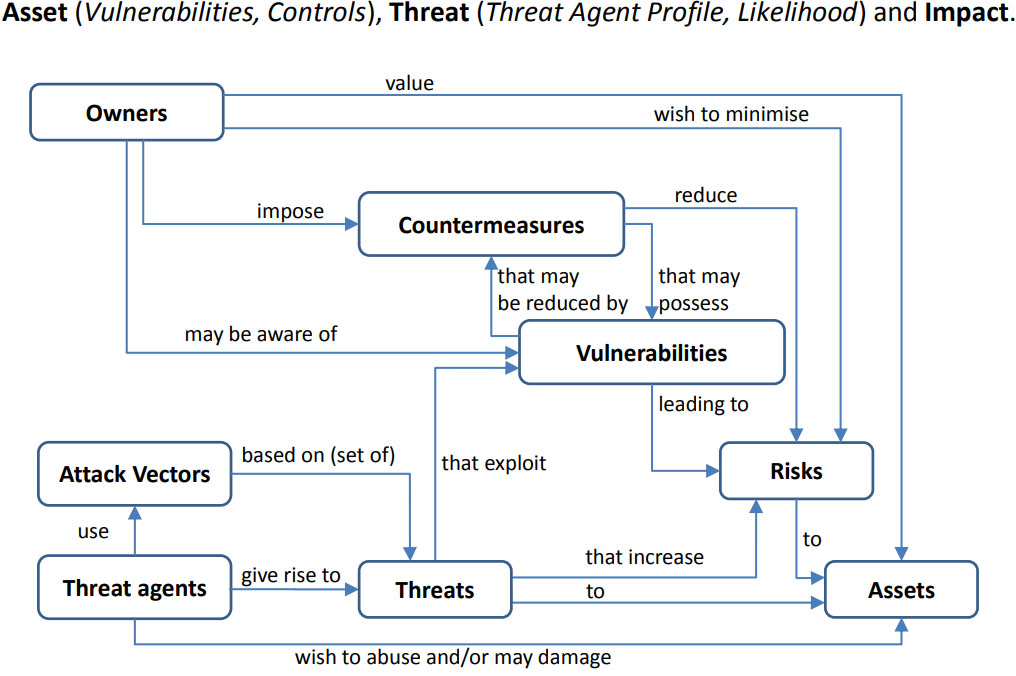 Asset (Vulnerabilities, Controls), Threat (Threat Agent Profile, Likelihood) and Impact.
value
Owners
wish to minimise
reduce
impose
Countermeasures
that may
be reduced by
that may
possess
may be aware of
Vulnerabilities
leading to
based on (set of)
Attack Vectors
that exploit
Risks
use
to
that increase
give rise to
Threat agents
Threats
to
Assets
wish to abuse and/or may damage